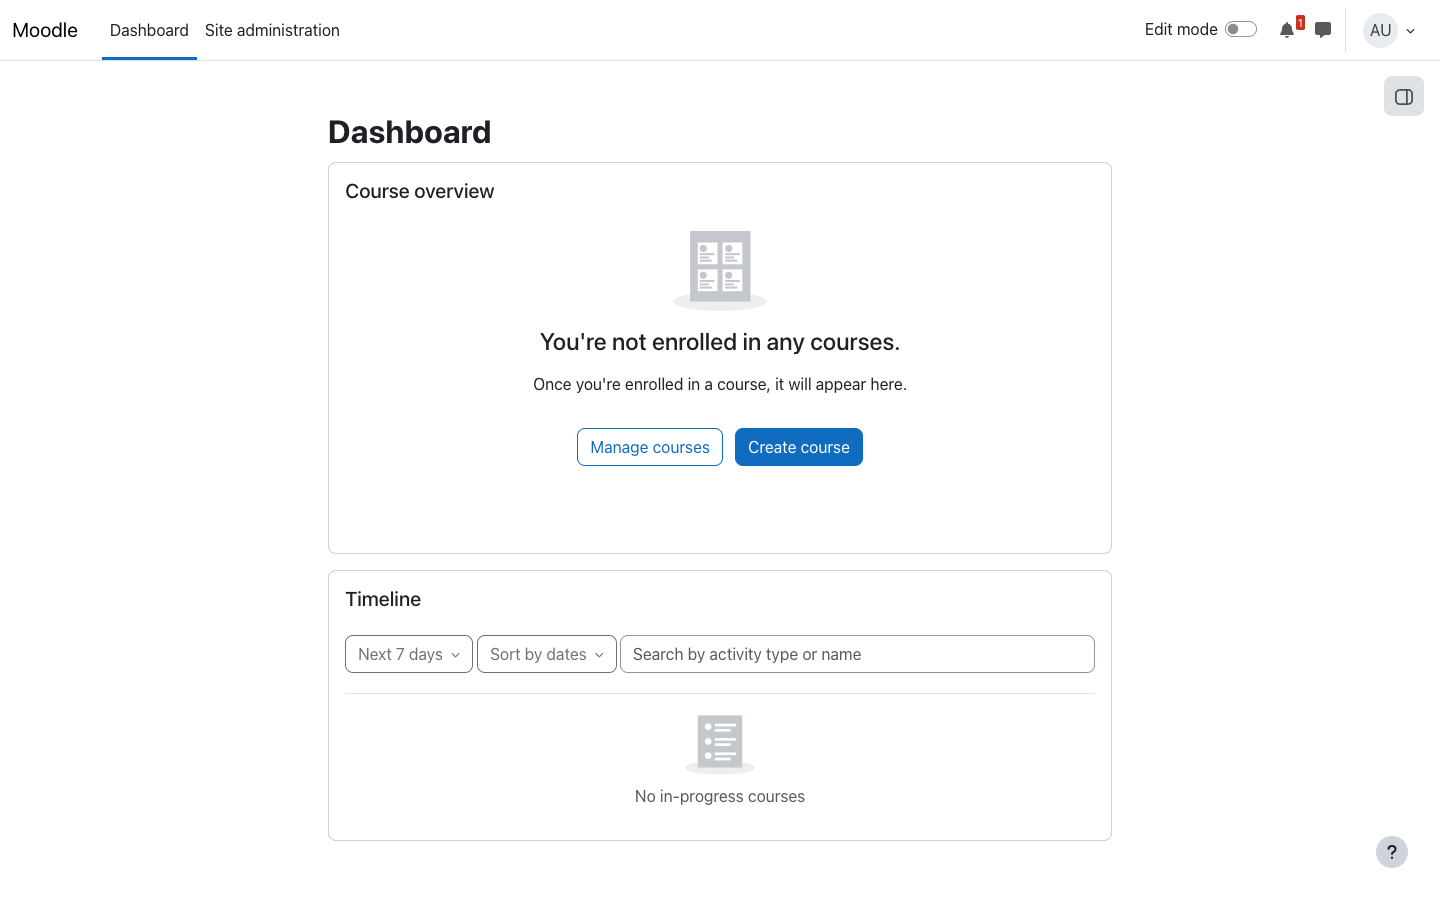 Moodle
Dashboard
Site administration
Edit mode
1
AU
Dashboard
Course overview
You're not enrolled in any courses.
Once you're enrolled in a course, it will appear here.
Manage courses
Create course
Timeline
Next 7 days
Sort by dates
Search by activity type or name
No in-progress courses
?